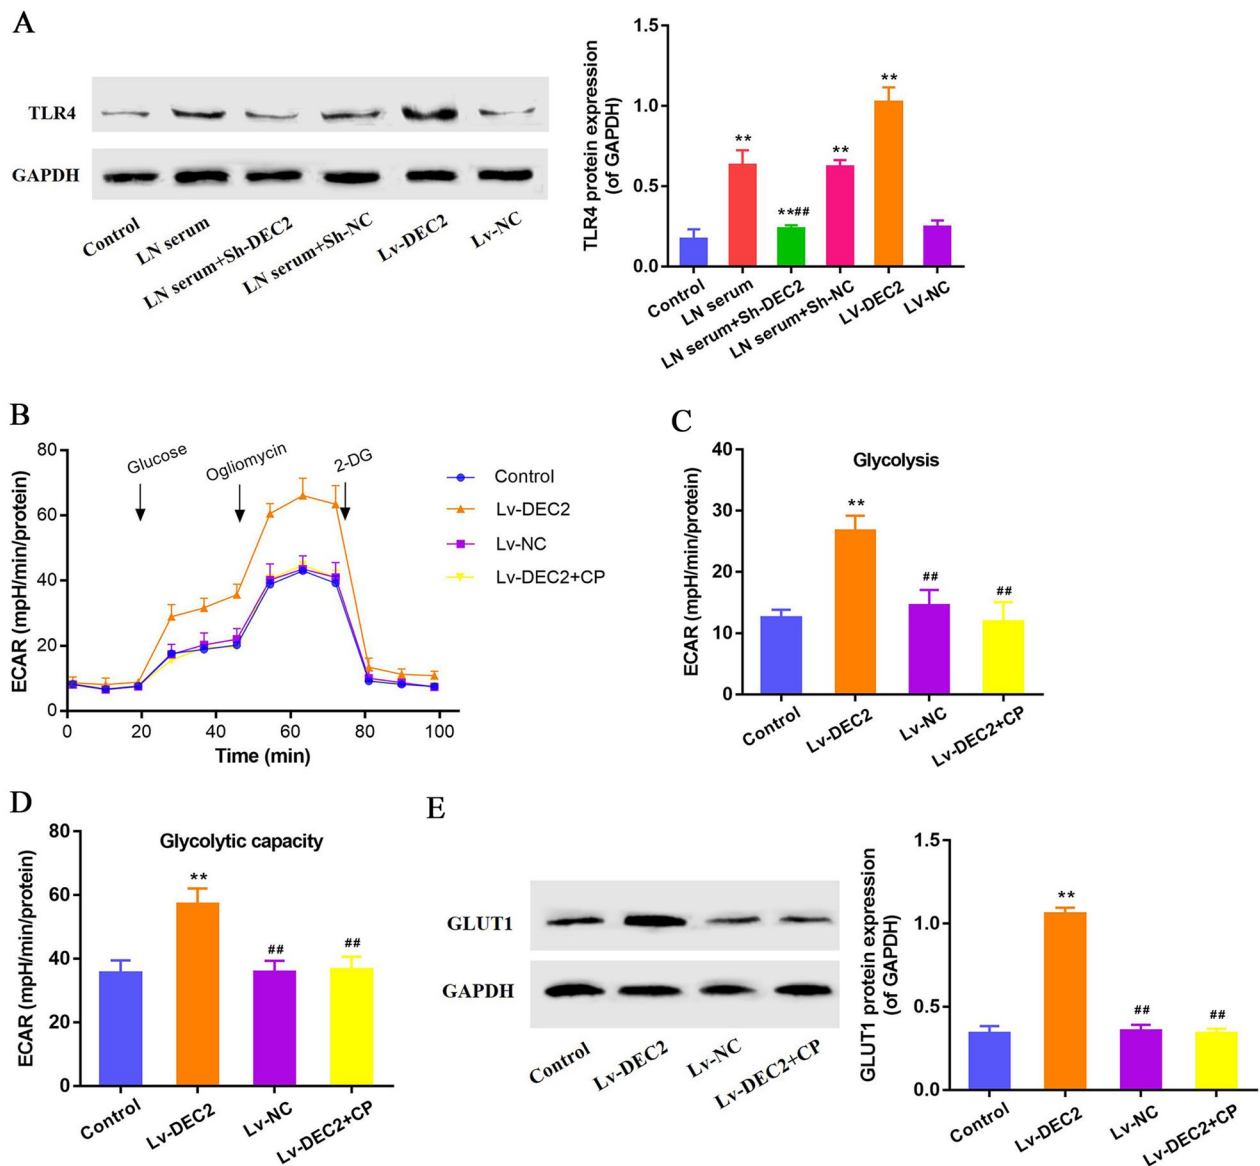 A
TLR4
GAPDH
Control
LN serum
LN serum+Sh-DEC2
LN serum+Sh-NC
Lv-DEC2
Lv-NC
TLR4 protein expression
(of GAPDH)
1.5
1.0
0.5
0.0
**
**##
**
**
Control
LN serum
LN serum+Sh-DEC2
LN serum+Sh-NC
LV-DEC2
LV-NC
B
ECAR (mpH/min/protein)
80
60
40
20
0
Glucose
Ogliomycin
2-DG
0
20
40
60
80
100
Time (min)
Control
Lv-DEC2
Lv-NC
Lv-DEC2+CP
C
Glycolysis
ECAR (mpH/min/protein)
40
30
20
10
0
**
##
##
Control
Lv-DEC2
Lv-NC
Lv-DEC2+CP
D
Glycolytic capacity
ECAR (mpH/min/protein)
80
60
40
20
0
**
##
##
Control
Lv-DEC2
Lv-NC
Lv-DEC2+CP
E
GLUT1
GAPDH
Control
Lv-DEC2
Lv-NC
Lv-DEC2+CP
GLUT1 protein expression
(of GAPDH)
1.5
1.0
0.5
0.0
**
##
##
Control
Lv-DEC2
Lv-NC
Lv-DEC2+CP